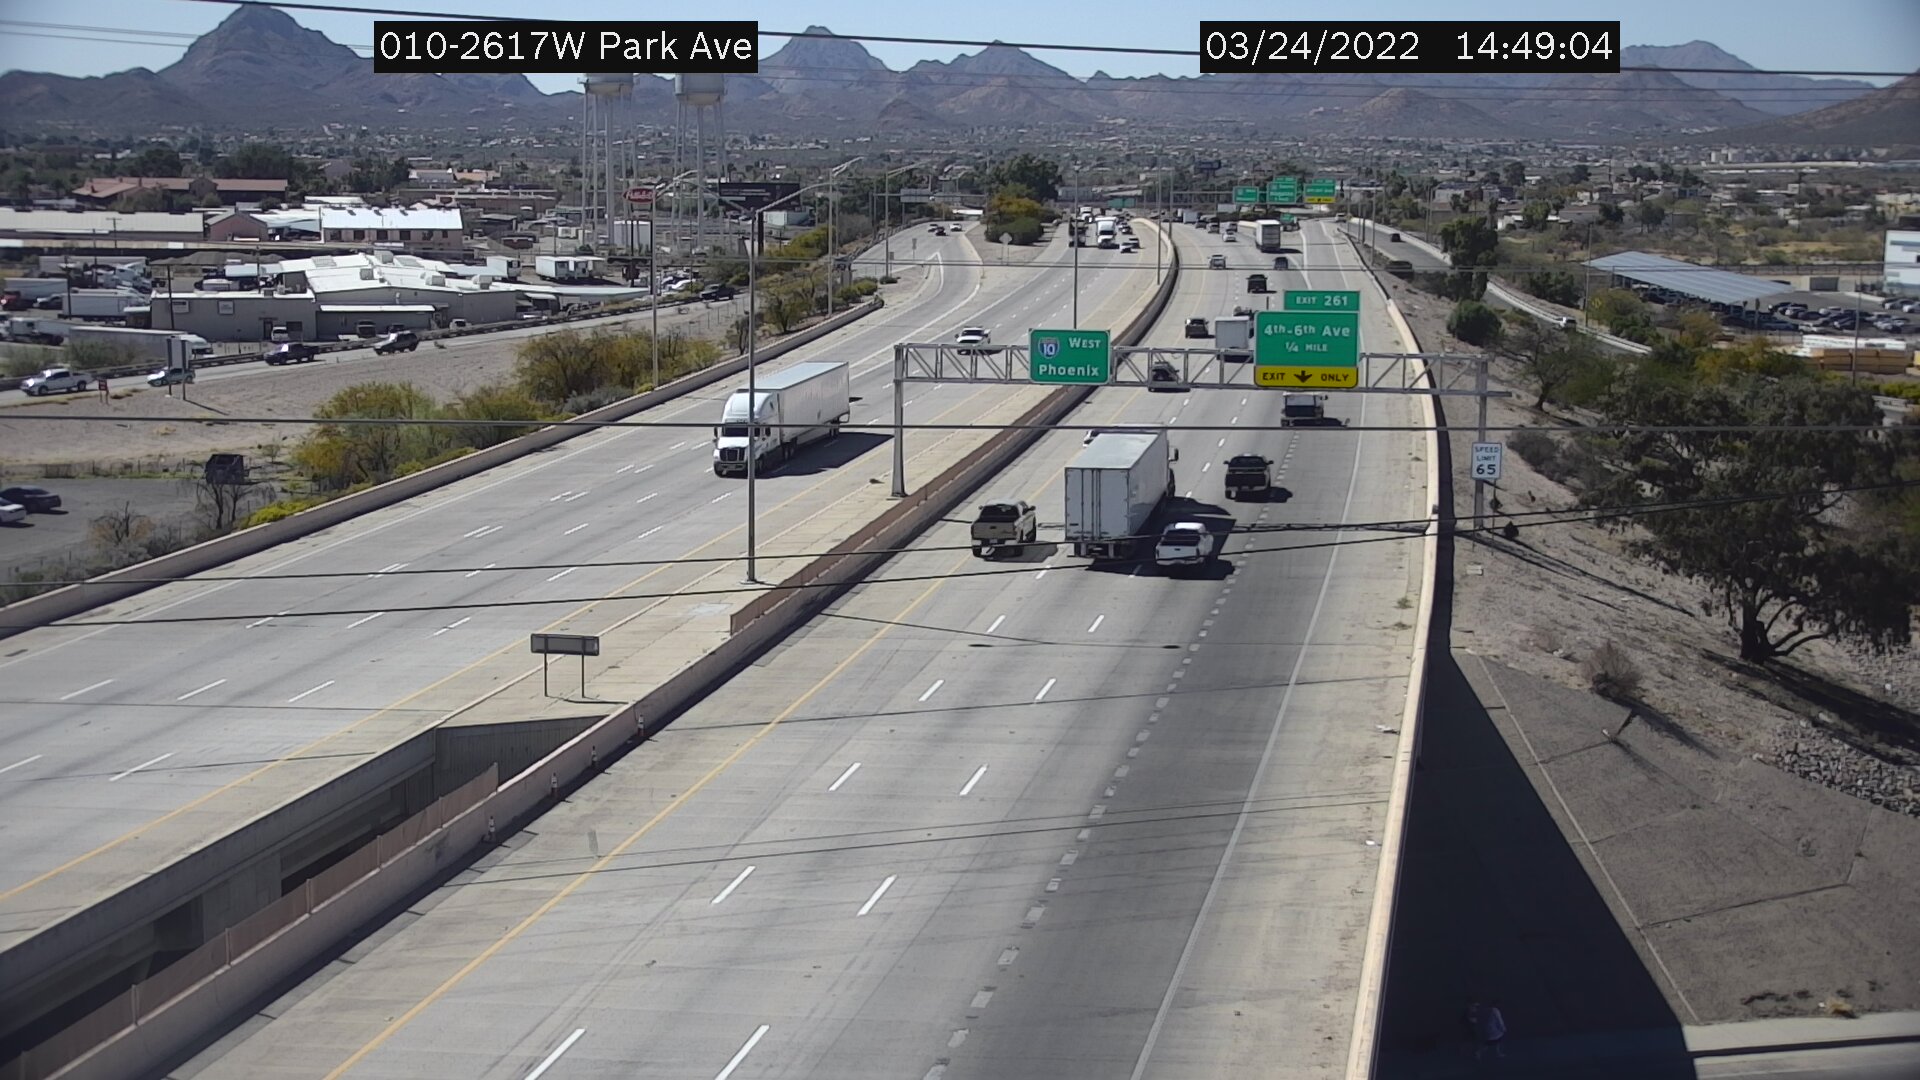 010-2617W Park Ave
03/24/2022 14:49:04
EXIT 261
4th-6th Ave
1/4 MILE
EXIT ONLY
10
WEST
Phoenix
SPEED
LIMIT
65